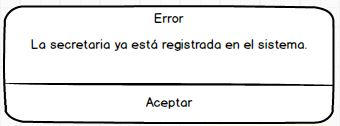 Error
La secretaria ya está registrada en el sistema.
Aceptar